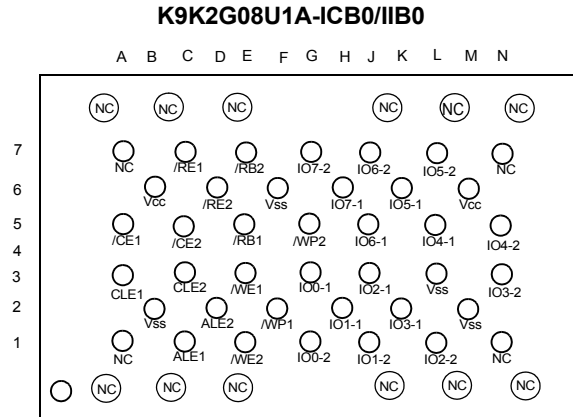 K9K2G08U1A-ICB0/IIB0
A B C D E F G H J K L M N
NC NC NC NC NC NC
7
NC /RE1 /RB2 IO7-2 IO6-2 IO5-2 NC
6
Vcc /RE2 Vss IO7-1 IO5-1 Vcc
5
/CE1 /CE2 /RB1 /WP2 IO6-1 IO4-1 IO4-2
4
3
CLE1 CLE2 /WE1 IO0-1 IO2-1 Vss IO3-2
2
Vss ALE2 /WP1 IO1-1 IO3-1 Vss
1
NC ALE1 /WE2 IO0-2 IO1-2 IO2-2 NC
NC NC NC NC NC NC